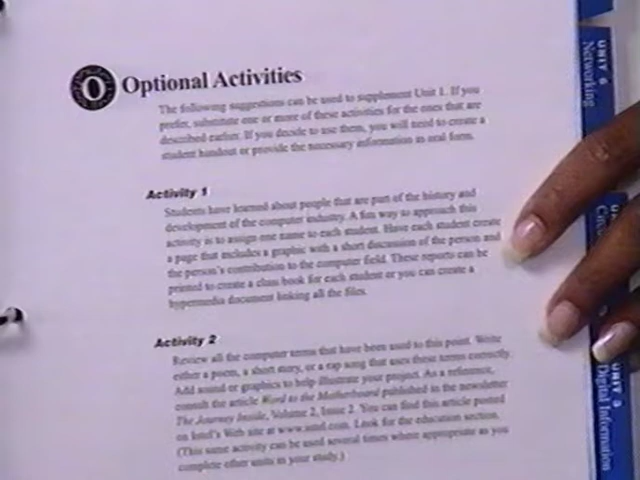 O Optional Activities
The following suggestions can be used to supplement Unit 1. If you
prefer, substitute one or more of these activities for the ones that are
described earlier. If you decide to use them, you will need to create a
student handout or provide the necessary information in oral form.
Activity 1
Students have learned about people that are part of the history and
development of the computer industry. A fun way to approach this
activity is to assign one name to each student. Have each student create
a page that includes a graphic with a short discussion of the person and
the person's contribution to the computer field. These reports can be
printed to create a class book for each student or you can create a
hypermedia document linking all the files.
Activity 2
Review all the computer terms that have been used to this point. Write
either a poem, a short story, or a rap song that uses these terms correctly.
Add sound or graphics to help illustrate your project. As a reference,
consult the article Word to the Motherboard published in the newsletter
The Journey Inside, Volume 2, Issue 2. You can find this article posted
on Intel's Web site at www.intel.com. Look for the education section.
(This same activity can be used several times where appropriate as you
complete other units in your study.)
UNIT 6
Networking
UNIT 3
Digital Information